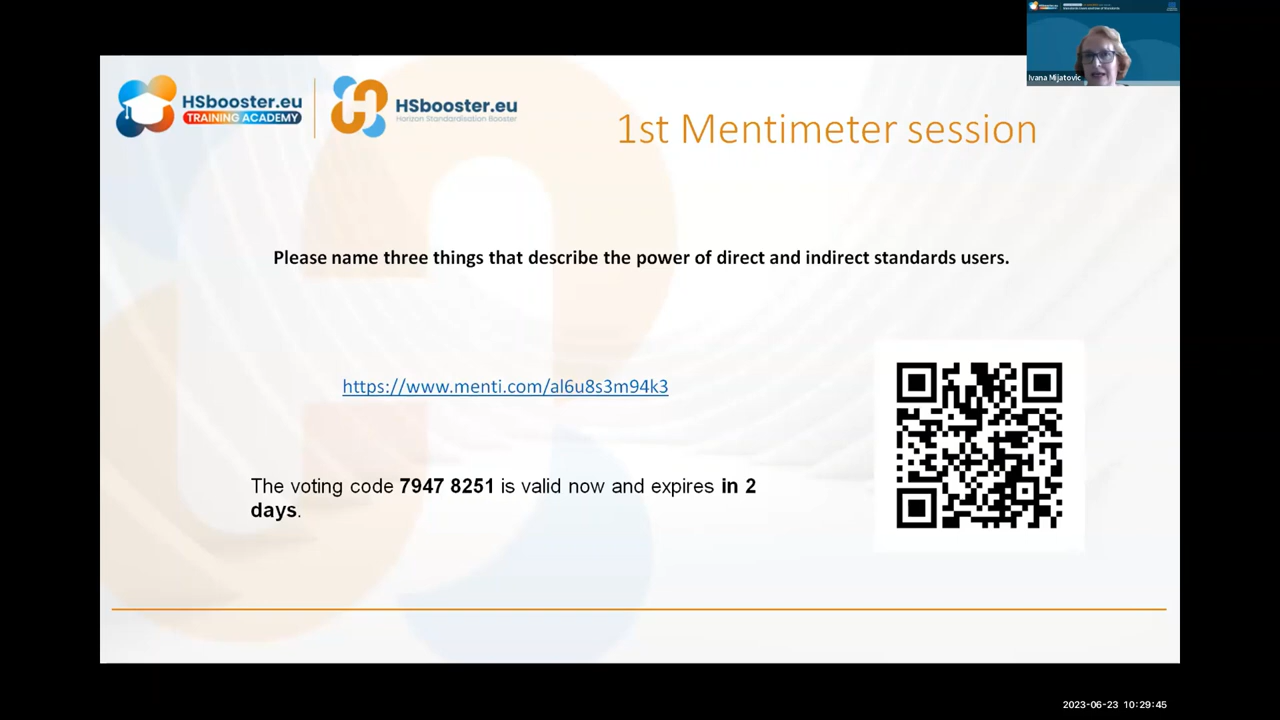 HSbooster.eu
TRAINING ACADEMY
HSbooster.eu
Horizon Standardisation Booster
1st Mentimeter session
Ivana Mijatovic
Please name three things that describe the power of direct and indirect standards users.
https://www.menti.com/al6u8s3m94k3
The voting code 7947 8251 is valid now and expires in 2
days.
2023-06-23 10:29:45